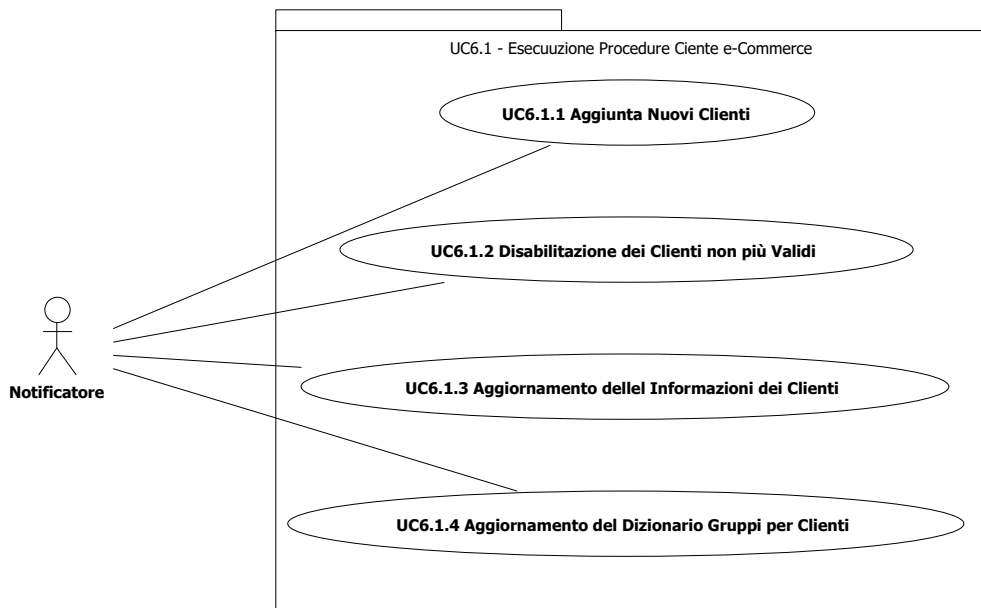 UC6.1 - Esecuuzione Procedure Ciente e-Commerce
UC6.1.1 Aggiunta Nuovi Clienti
UC6.1.2 Disabilitazione dei Clienti non più Validi
Notificatore
UC6.1.3 Aggiornamento dellel Informazioni dei Clienti
UC6.1.4 Aggiornamento del Dizionario Gruppi per Clienti